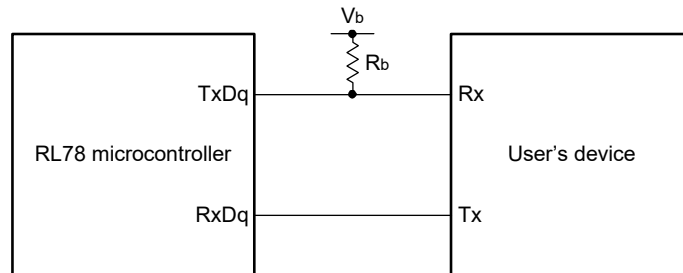 Vb
Rb
TxDq
Rx
RL78 microcontroller
User's device
RxDq
Tx